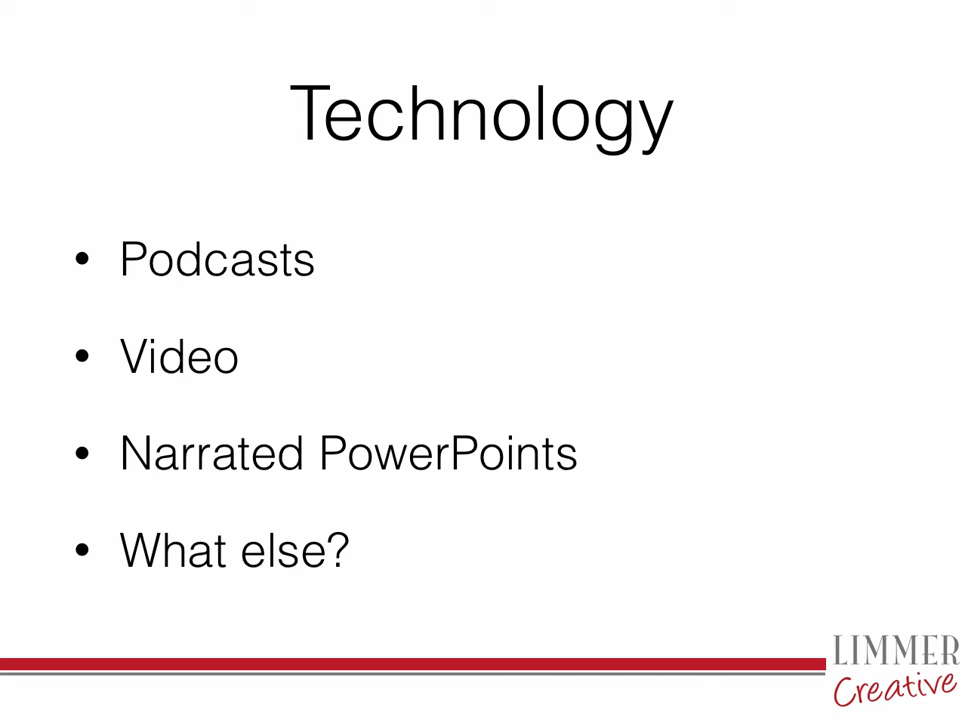 Technology
• Podcasts
• Video
• Narrated PowerPoints
• What else?
LIMMER
Creative